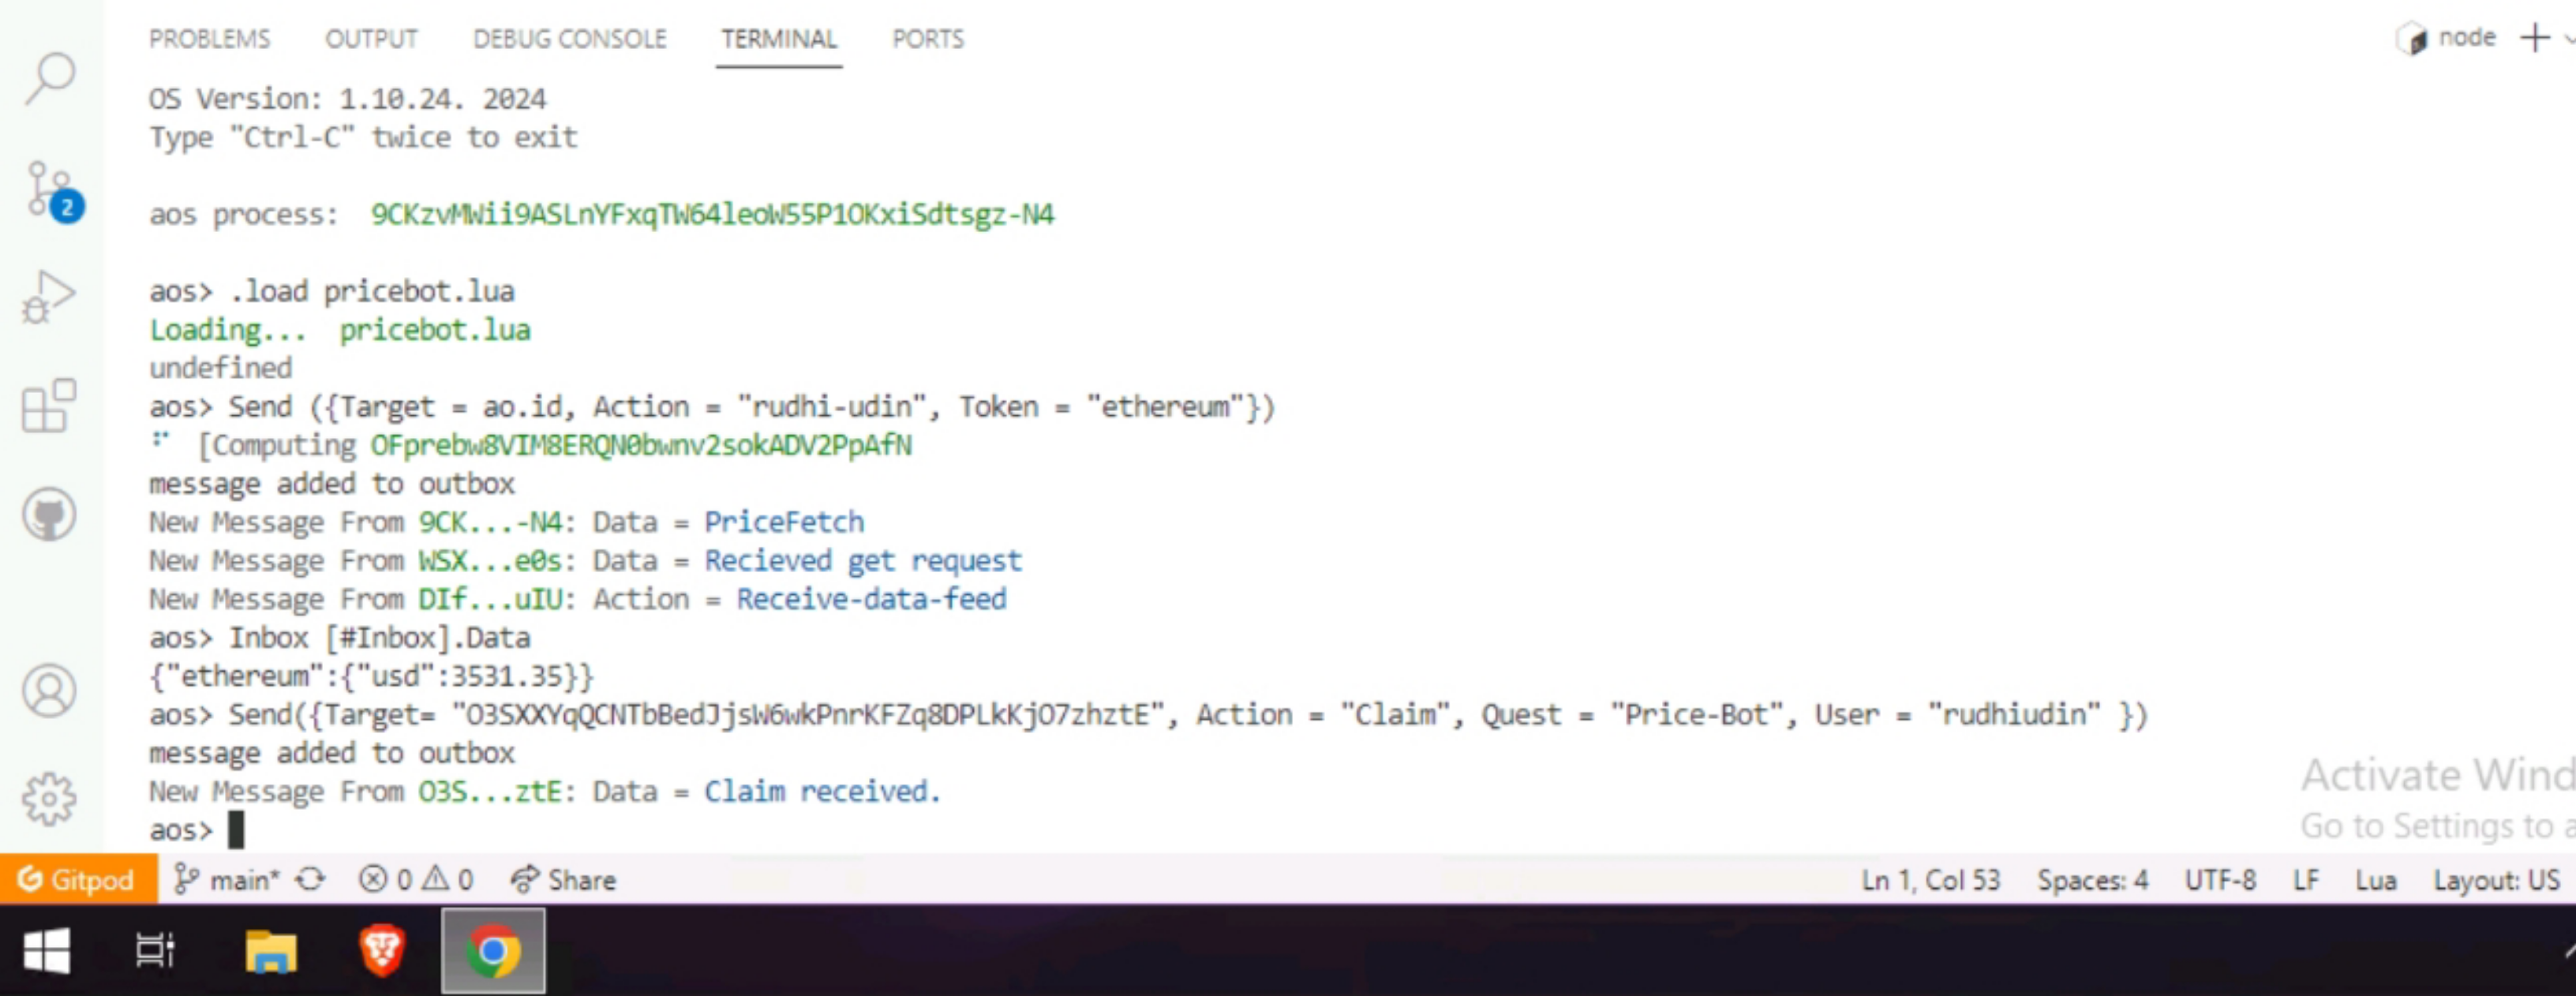 PROBLEMS OUTPUT DEBUG CONSOLE TERMINAL PORTS
node
OS Version: 1.10.24. 2024
Type "Ctrl-C" twice to exit
2
aos process: 9CKzvMWii9ASLnYFxqTW64leoW55P1OKxiSdtsgz-N4
aos> .load pricebot.lua
Loading... pricebot.lua
undefined
aos> Send ({Target = ao.id, Action = "rudhi-udin", Token = "ethereum"})
[Computing OFprebw8VIM8ERQN0bwnv2sokADV2PpAfN
message added to outbox
New Message From 9CK...-N4: Data = PriceFetch
New Message From WSX...e0s: Data = Recieved get request
New Message From DIf...uIU: Action = Receive-data-feed
aos> Inbox [#Inbox].Data
{"ethereum":{"usd":3531.35}}
aos> Send({Target= "O3SXXYqQCNTbBedJjsW6wkPnrKFZq8DPLkKjO7zhztE", Action = "Claim", Quest = "Price-Bot", User = "rudhiudin" })
message added to outbox
New Message From O3S...ztE: Data = Claim received.
aos>
Activate Wind
Go to Settings to a
Gitpod main* 0 0 Share Ln 1, Col 53 Spaces: 4 UTF-8 LF Lua Layout: US